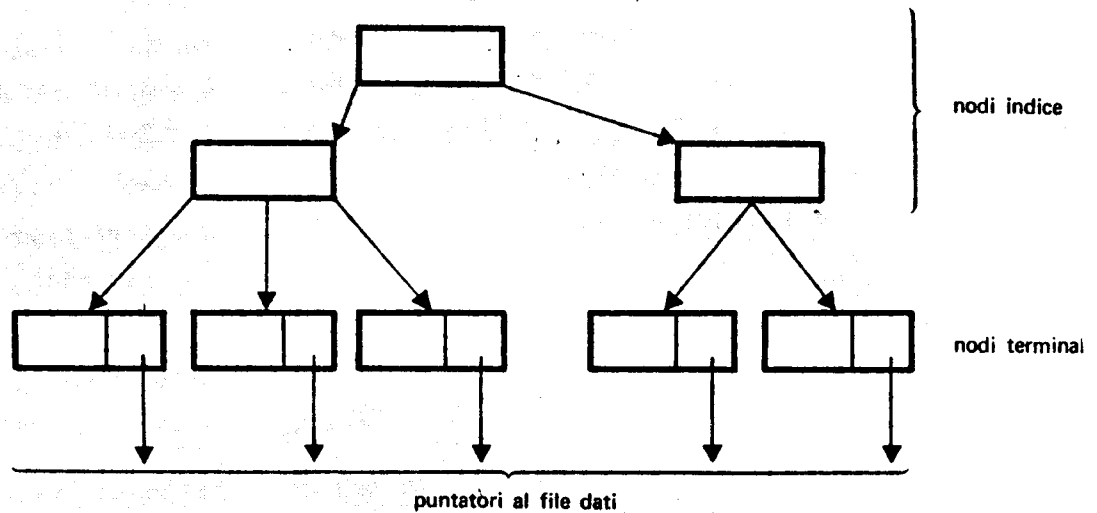 nodi indice
nodi terminal
puntatori al file dati